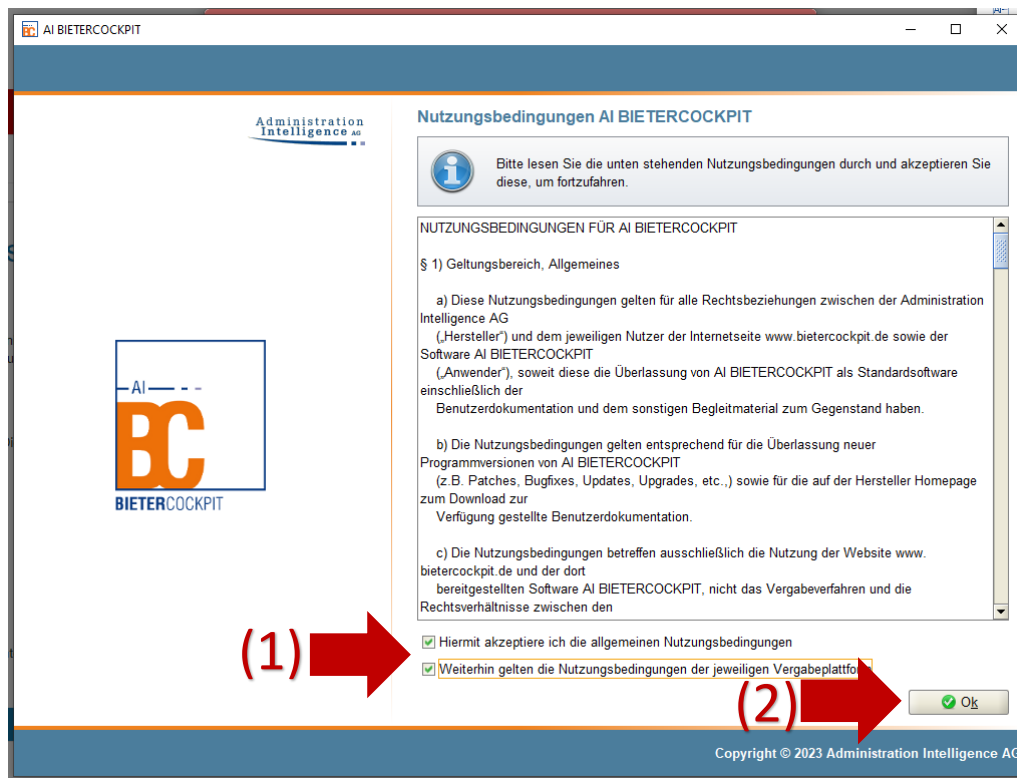 AI BIETERCOCKPIT
Administration
Intelligence AG
Nutzungsbedingungen AI BIETERCOCKPIT
Bitte lesen Sie die unten stehenden Nutzungsbedingungen durch und akzeptieren Sie
diese, um fortzufahren.
NUTZUNGSBEDINGUNGEN FÜR AI BIETERCOCKPIT
§ 1) Geltungsbereich, Allgemeines
a) Diese Nutzungsbedingungen gelten für alle Rechtsbeziehungen zwischen der Administration
Intelligence AG
(„Hersteller“) und dem jeweiligen Nutzer der Internetseite www.bietercockpit.de sowie der
Software AI BIETERCOCKPIT
(„Anwender“), soweit diese die Überlassung von AI BIETERCOCKPIT als Standardsoftware
einschließlich der
Benutzerdokumentation und dem sonstigen Begleitmaterial zum Gegenstand haben.
b) Die Nutzungsbedingungen gelten entsprechend für die Überlassung neuer
Programmversionen von AI BIETERCOCKPIT
(z.B. Patches, Bugfixes, Updates, Upgrades, etc.,) sowie für die auf der Hersteller Homepage
zum Download zur
Verfügung gestellte Benutzerdokumentation.
c) Die Nutzungsbedingungen betreffen ausschließlich die Nutzung der Website www.
bietercockpit.de und der dort
bereitgestellten Software AI BIETERCOCKPIT, nicht das Vergabeverfahren und die
Rechtsverhältnisse zwischen den
AI
BC
BIETERCOCKPIT
(1)
Hiermit akzeptiere ich die allgemeinen Nutzungsbedingungen
Weiterhin gelten die Nutzungsbedingungen der jeweiligen
(2)
Ok
Copyright © 2023 Administration Intelligence AG